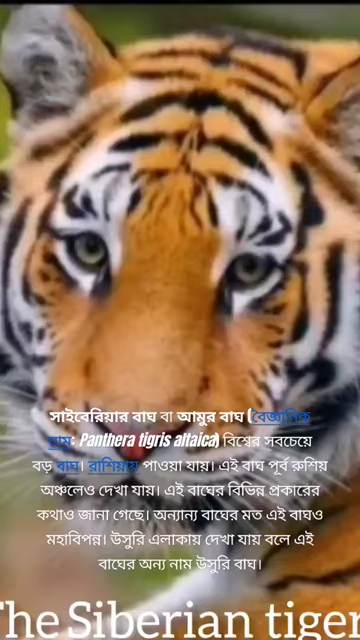 সাইবেরিয়ার বাঘ বা আমুর বাঘ (বৈজ্ঞানিক
নাম: Panthera tigris altaica) বিশ্বের সবচেয়ে
বড় বাঘ। রাশিয়ায় পাওয়া যায়। এই বাঘ পূর্ব রুশিয়
অঞ্চলেও দেখা যায়। এই বাঘের বিভিন্ন প্রকারের
কথাও জানা গেছে। অন্যান্য বাঘের মত এই বাঘও
মহাবিপন্ন। উসুরি এলাকায় দেখা যায় বলে এই
বাঘের অন্য নাম উসুরি বাঘ।
The Siberian tiger